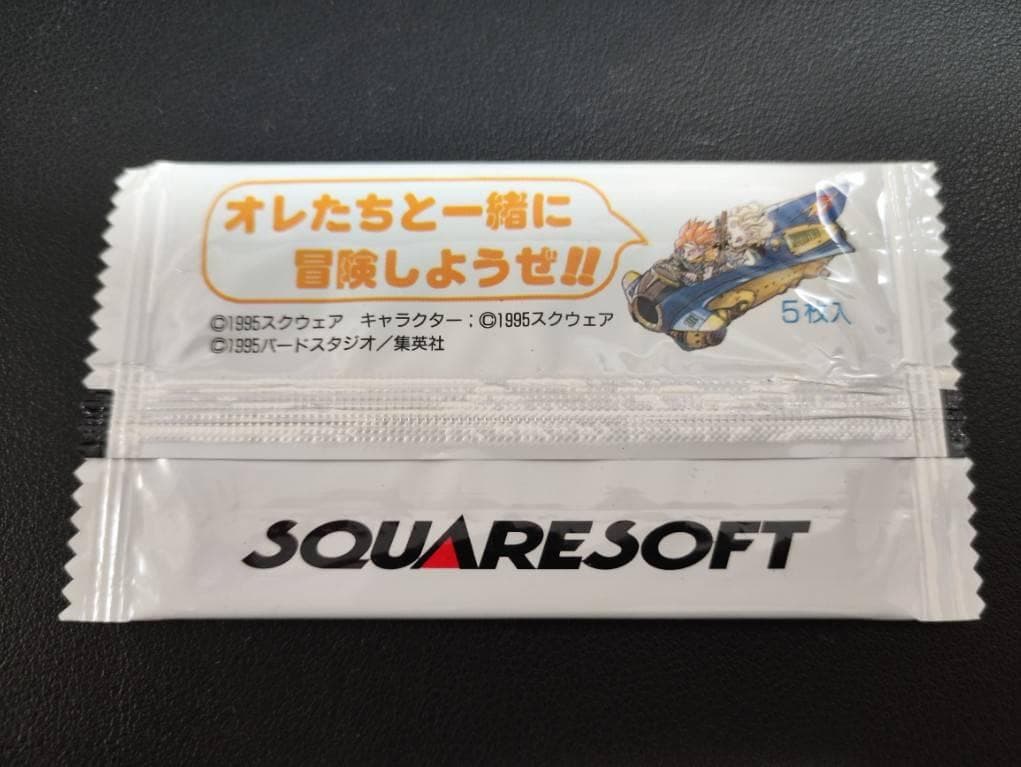 オレたちと一緒に
冒険しようぜ!!
©1995スクウェア キャラクター;©1995スクウェア
©1995バードスタジオ/集英社
5枚入
SQUARESOFT